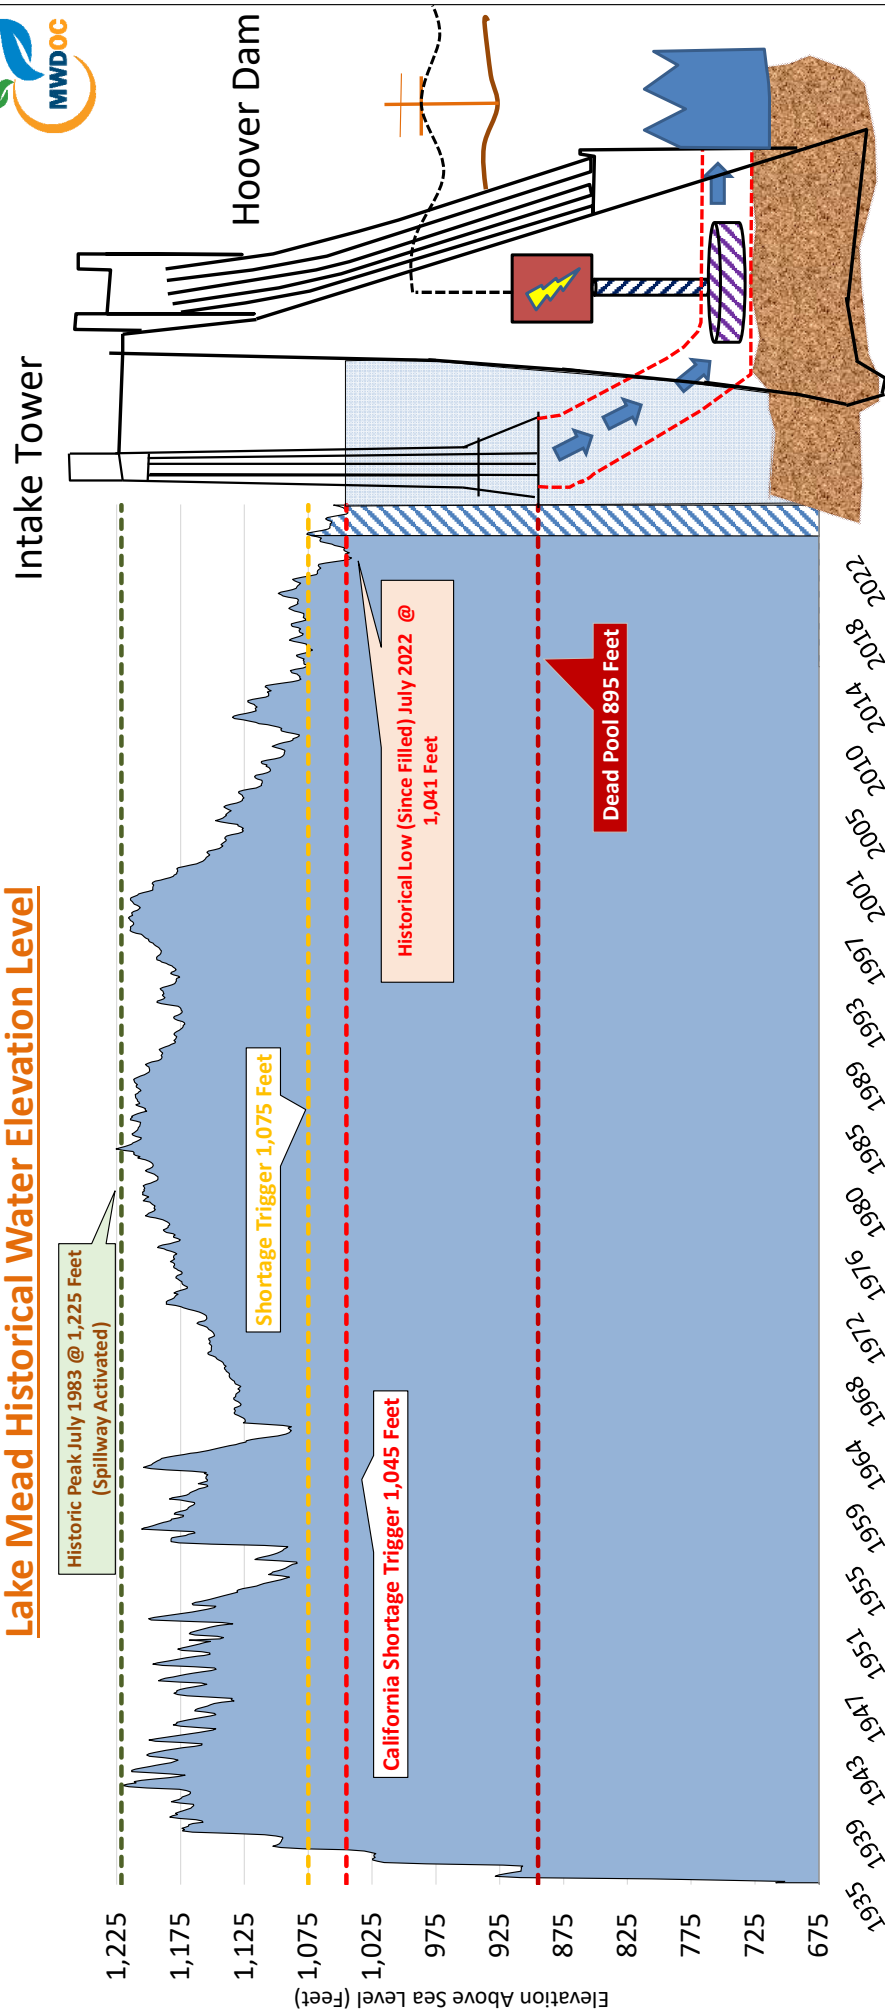 Lake Mead Historical Water Elevation Level
MWDOC
Intake Tower
Hoover Dam
Historic Peak July 1983 @ 1,225 Feet
(Spillway Activated)
Shortage Trigger 1,075 Feet
California Shortage Trigger 1,045 Feet
Historical Low (Since Filled) July 2022 @
1,041 Feet
Dead Pool 895 Feet
Elevation Above Sea Level (Feet)
1,225
1,175
1,125
1,075
1,025
975
925
875
825
775
725
675
1935
1939
1943
1947
1951
1955
1959
1964
1968
1972
1976
1980
1985
1989
1993
1997
2001
2005
2010
2014
2018
2022